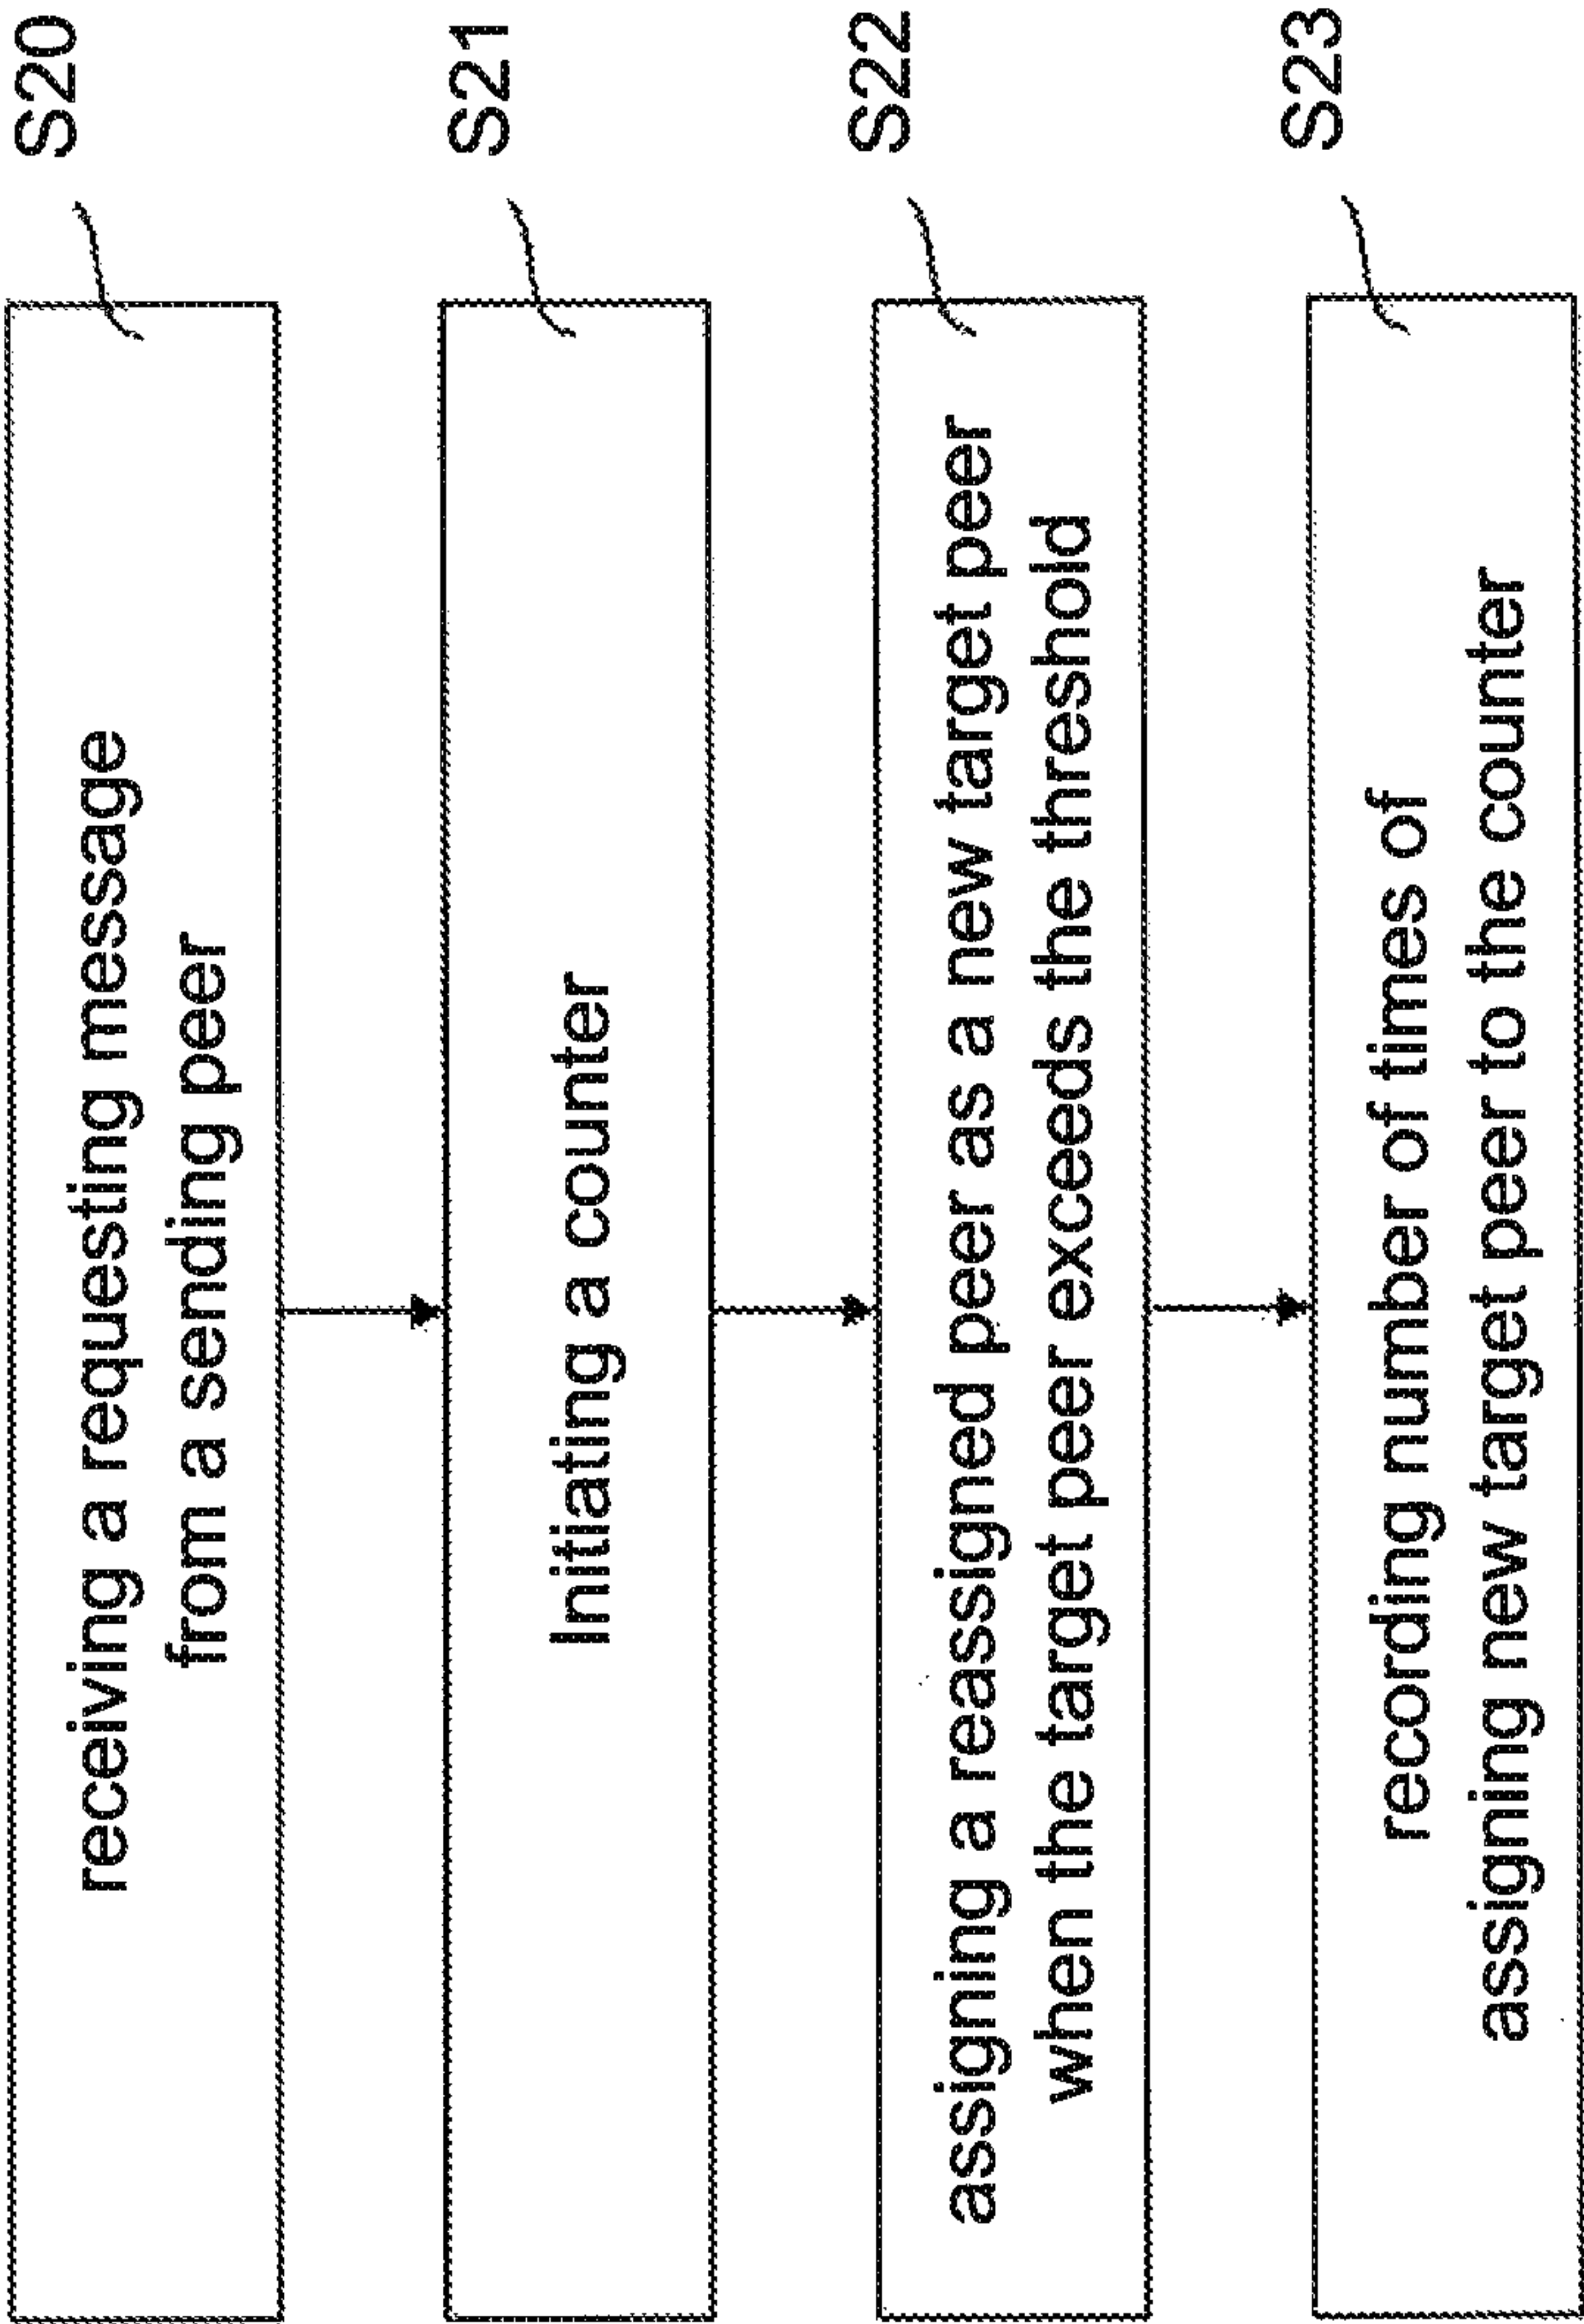 receiving a requesting message
from a sending peer
S20
Initiating a counter
S21
assigning a reassigned peer as a new target peer
when the target peer exceeds the threshold
S22
recording number of times of
assigning new target peer to the counter
S23